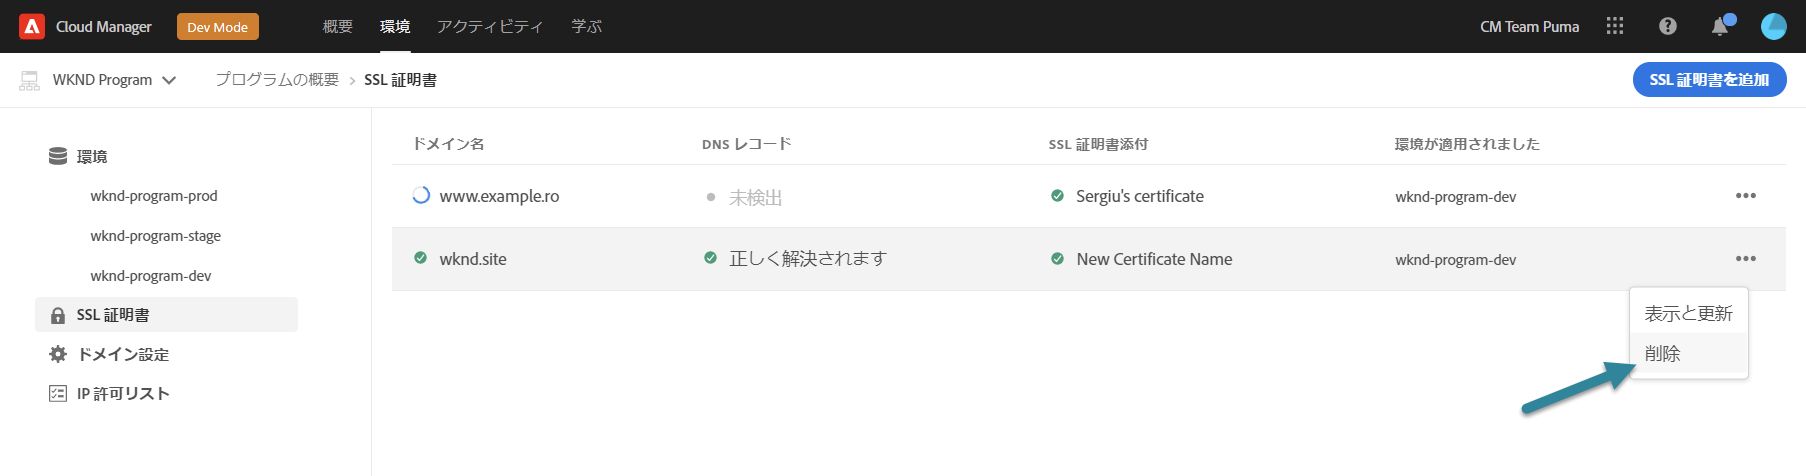 Cloud Manager Dev Mode 概要 環境 アクティビティ 学ぶ CM Team Puma
WKND Program プログラムの概要 > SSL 証明書 SSL 証明書を追加
環境
wknd-program-prod
wknd-program-stage
wknd-program-dev
SSL 証明書
ドメイン設定
IP 許可リスト
ドメイン名 DNS レコード SSL 証明書添付 環境が適用されました
www.example.ro 未検出 Sergiu's certificate wknd-program-dev
wknd.site 正しく解決されます New Certificate Name wknd-program-dev
表示と更新
削除